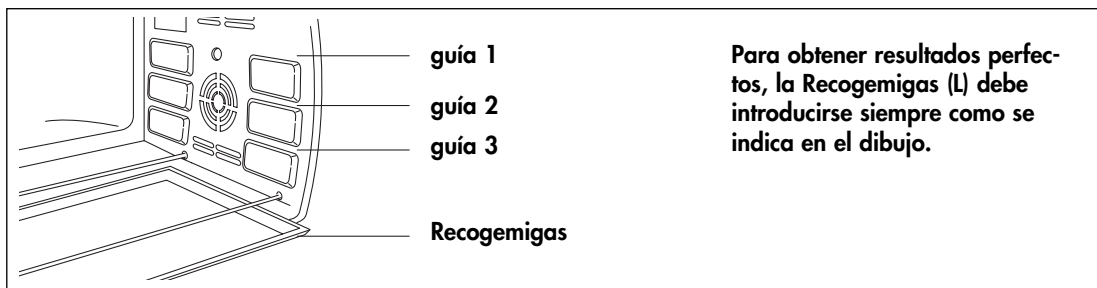 guía 1
guía 2
guía 3
Recogemigas
Para obtener resultados perfec-
tos, la Recogemigas (L) debe
introducirse siempre como se
indica en el dibujo.